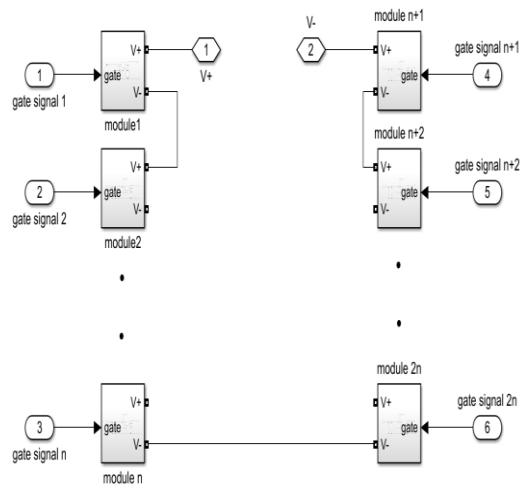 V-
module n+1
V+
1
V+
2
V+
gate signal n+1
1
gate
gate
4
gate signal 1
V-
V-
module1
module n+2
V+
V+
gate signal n+2
2
gate
gate
5
gate signal 2
V-
V-
module2
module 2n
V+
V+
gate signal 2n
3
gate
gate
6
gate signal n
V-
V-
module n